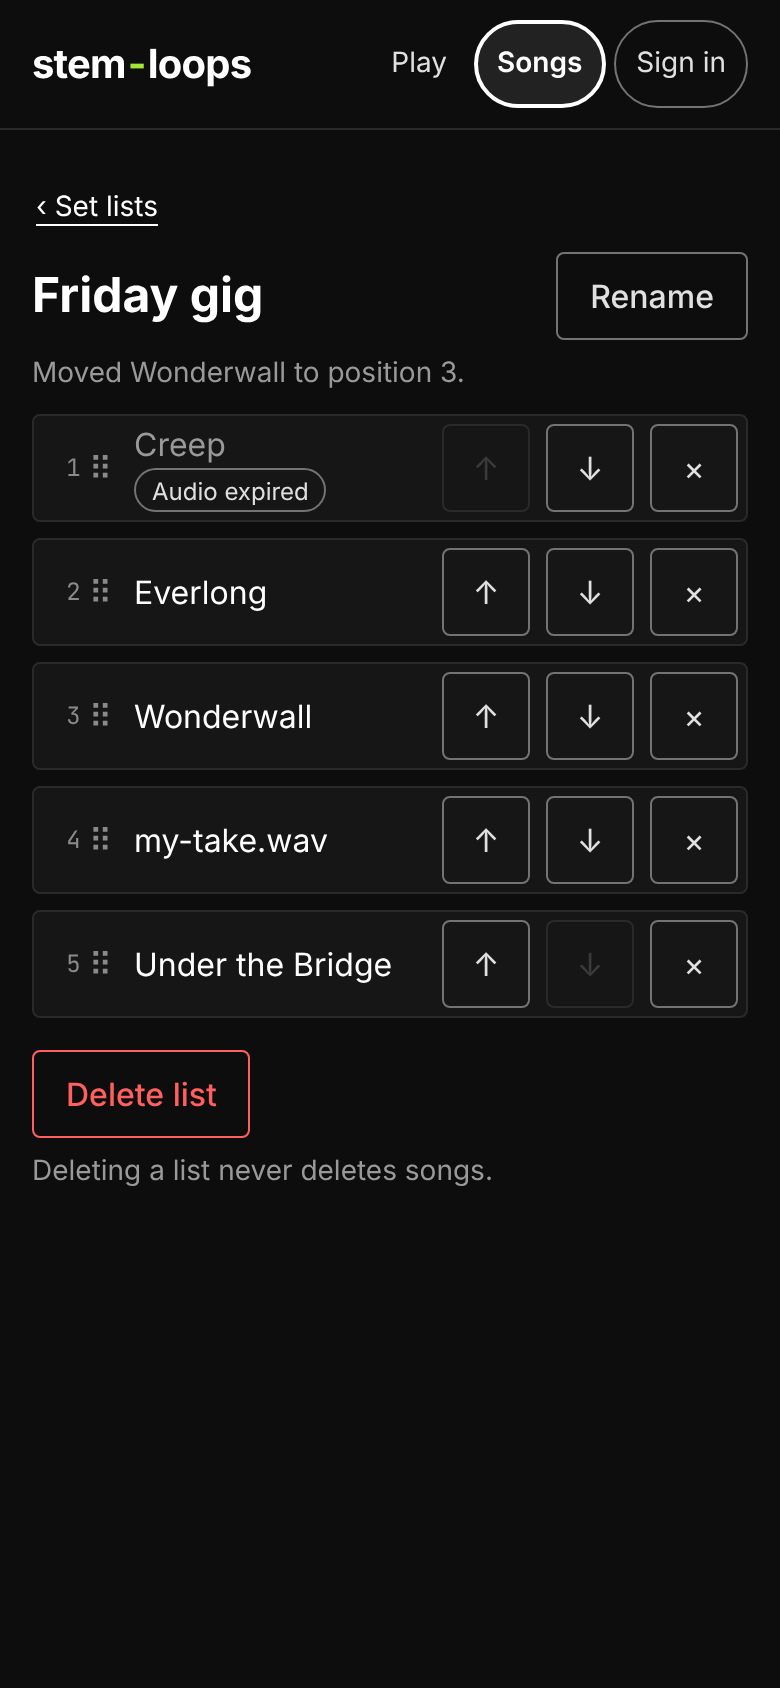 stem-loops
Play Songs Sign in
‹ Set lists
Friday gig
Rename
Moved Wonderwall to position 3.
1 Creep ↑ ↓ ×
Audio expired
2 Everlong ↑ ↓ ×
3 Wonderwall ↑ ↓ ×
4 my-take.wav ↑ ↓ ×
5 Under the Bridge ↑ ↓ ×
Delete list
Deleting a list never deletes songs.